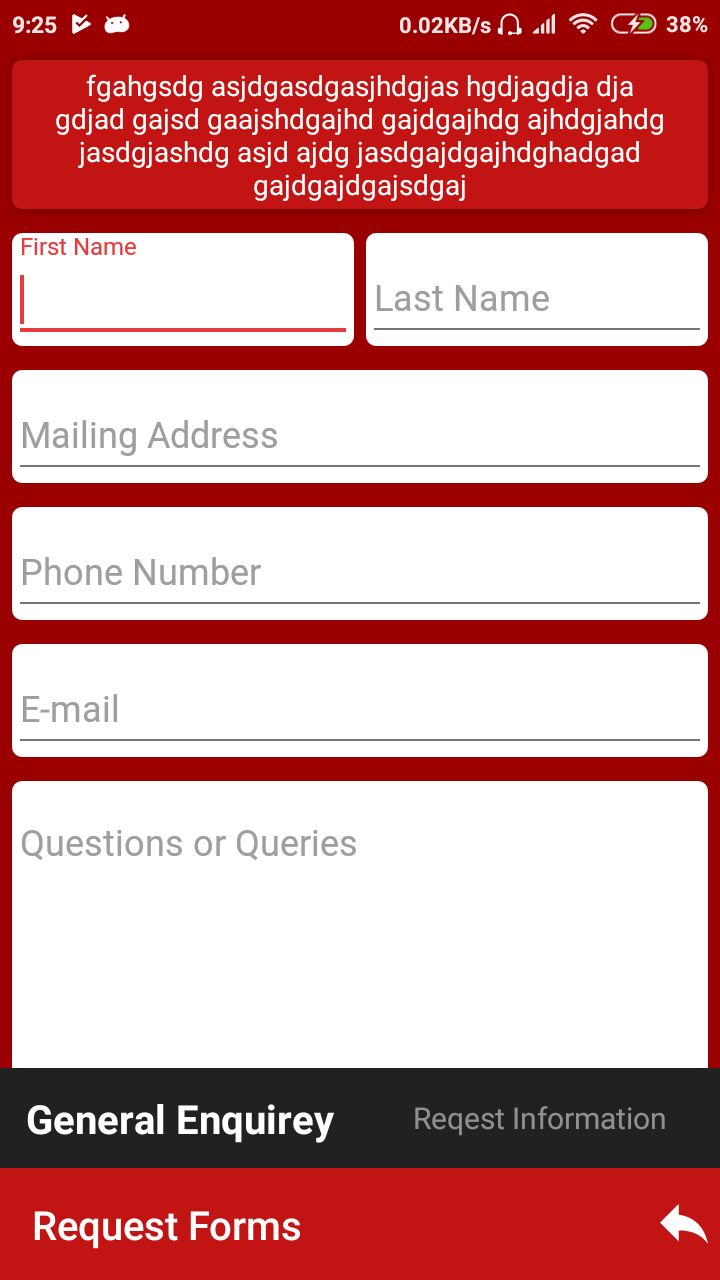 9:25 0.02KB/s 38%
fgahgsdg asjdgasdgasjhdgjas hgdjagdja dja
gdjad gajsd gaajshdgajhd gajdgajhdg ajhdgjahdg
jasdgjashdg asjd ajdg jasdgajdgajhdghadgad
gajdgajdgajsdgaj
First Name
Last Name
Mailing Address
Phone Number
E-mail
Questions or Queries
General Enquirey Reqest Information
Request Forms